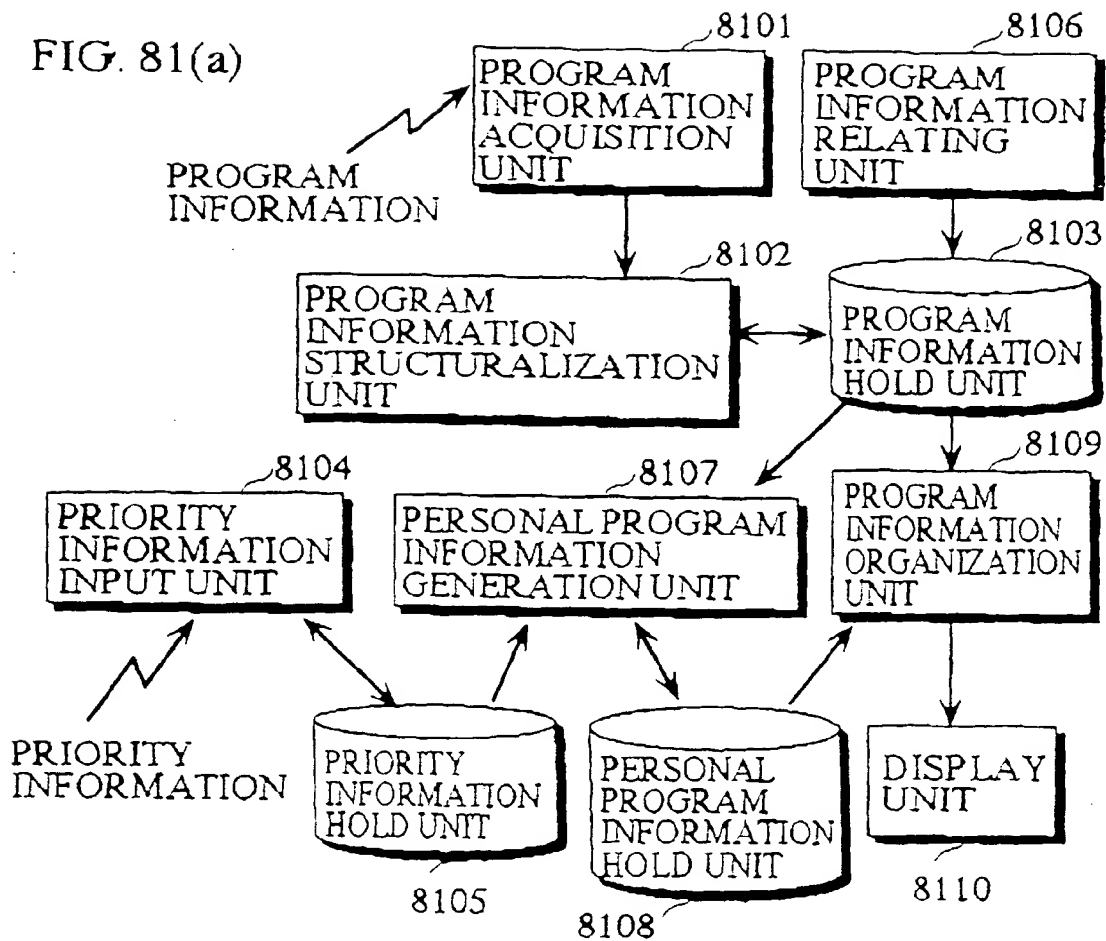 FIG. 81(a)
8101
PROGRAM
INFORMATION
ACQUISITION
UNIT
8106
PROGRAM
INFORMATION
RELATING
UNIT
PROGRAM
INFORMATION
8102
PROGRAM
INFORMATION
STRUCTURALIZATION
UNIT
8103
PROGRAM
INFORMATION
HOLD UNIT
8104
PRIORITY
INFORMATION
INPUT UNIT
8107
PERSONAL PROGRAM
INFORMATION
GENERATION UNIT
8109
PROGRAM
INFORMATION
ORGANIZATION
UNIT
PRIORITY
INFORMATION
PRIORITY
INFORMATION
HOLD UNIT
8105
PERSONAL
PROGRAM
INFORMATION
HOLD UNIT
8108
DISPLAY
UNIT
8110